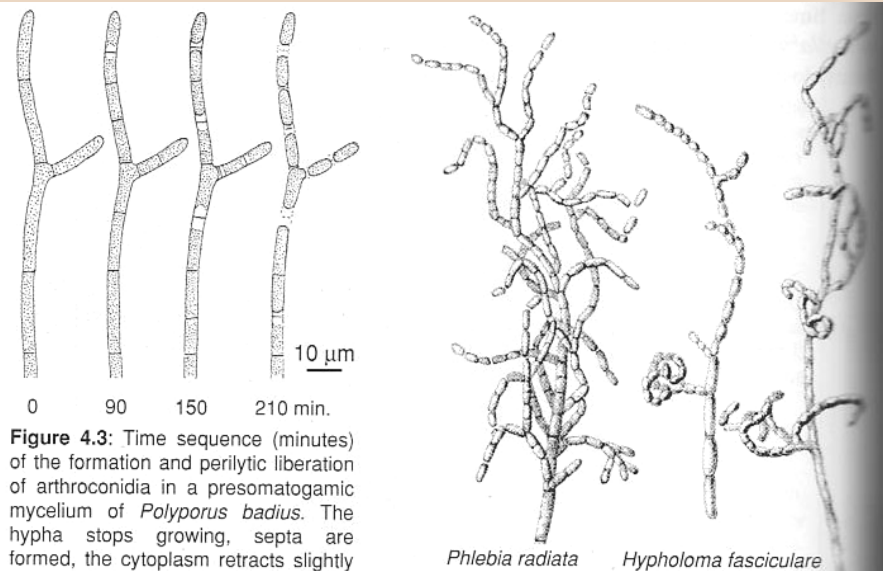 10 µm
0 90 150 210 min.
Figure 4.3: Time sequence (minutes)
of the formation and perilytic liberation
of arthroconidia in a presomatogamic
mycelium of Polyporus badius. The
hypha stops growing, septa are
formed, the cytoplasm retracts slightly
Phlebia radiata Hypholoma fasciculare